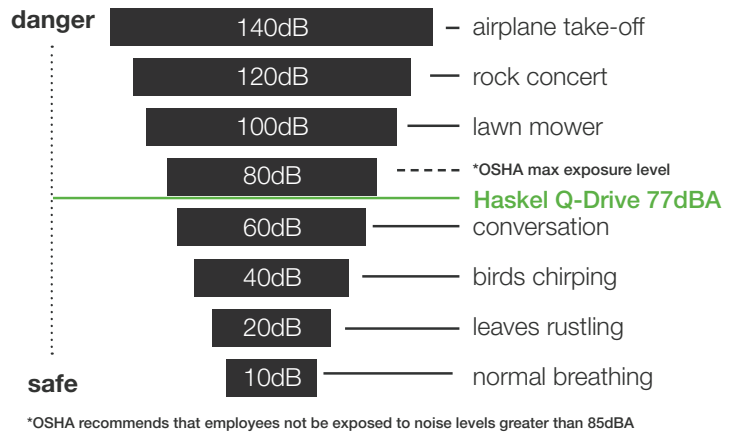 danger
140dB airplane take-off
120dB rock concert
100dB lawn mower
80dB *OSHA max exposure level
Haskel Q-Drive 77dBA
60dB conversation
40dB birds chirping
20dB leaves rustling
10dB normal breathing
safe
*OSHA recommends that employees not be exposed to noise levels greater than 85dBA